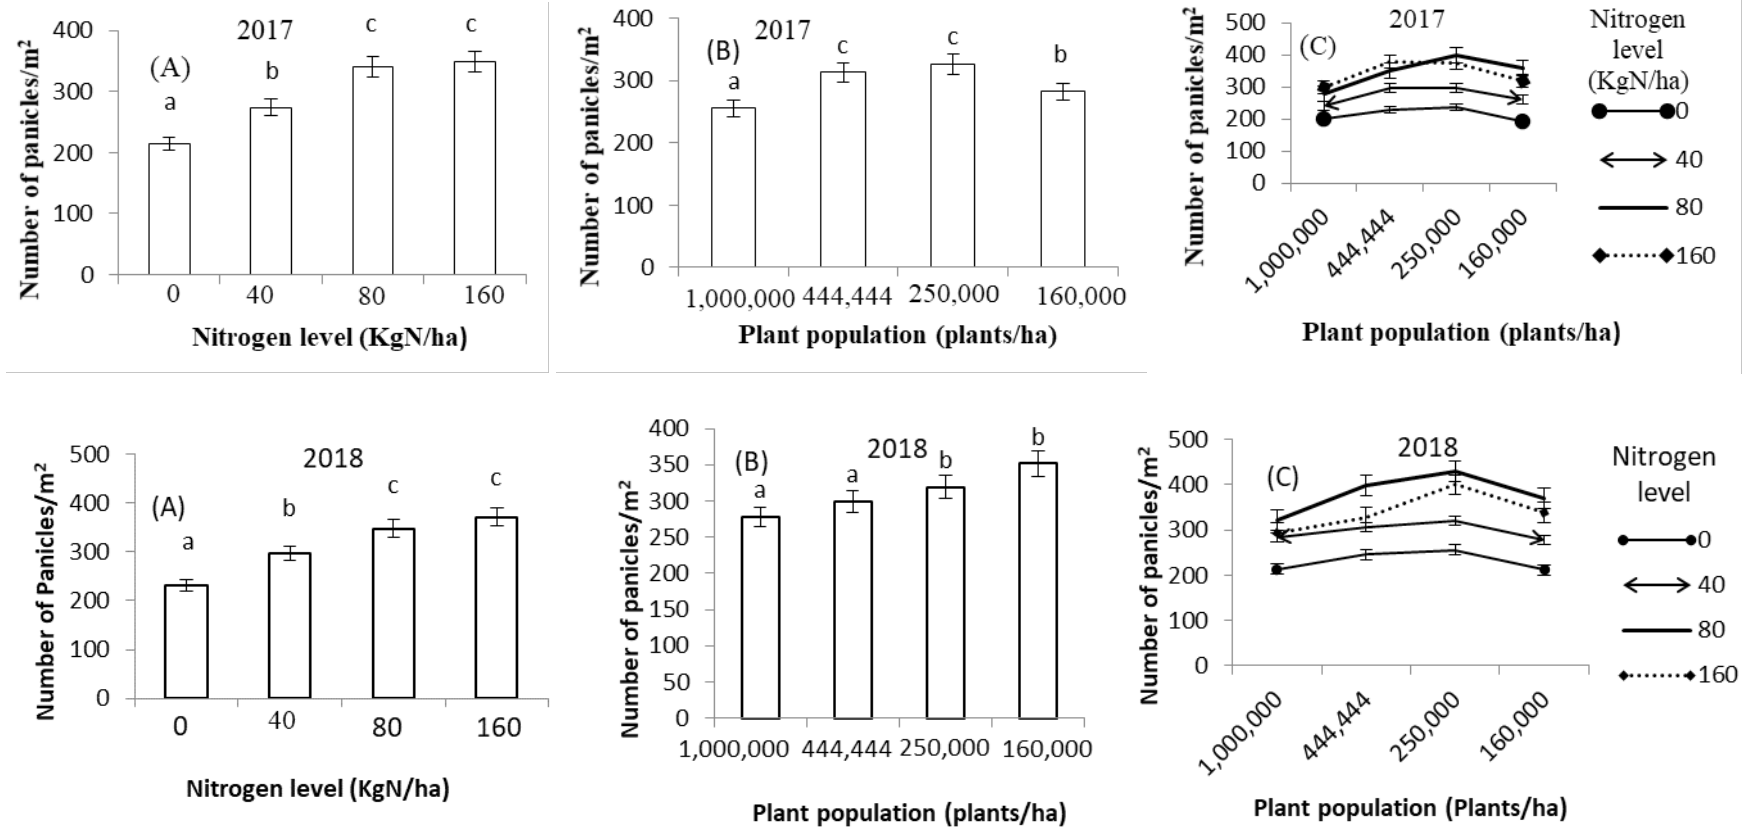 2017
(A)
Number of panicles/m²
400
300
200
100
0
a
b
c
c
0
40
80
160
Nitrogen level (KgN/ha)
2017
(B)
Number of panicles/m²
400
300
200
100
0
a
c
c
b
1,000,000
444,444
250,000
160,000
Plant population (plants/ha)
2017
(C)
Number of panicles/m²
500
400
300
200
100
0
1,000,000
444,444
250,000
160,000
Plant population (plants/ha)
Nitrogen
level
(KgN/ha)
0
40
80
160
2018
(A)
Number of Panicles/m²
500
400
300
200
100
0
a
b
c
c
0
40
80
160
Nitrogen level (KgN/ha)
2018
(B)
Number of panicles/m²
400
350
300
250
200
150
100
50
0
a
a
b
b
1,000,000
444,444
250,000
160,000
Plant population (plants/ha)
2018
(C)
Number of panicles/m²
500
400
300
200
100
0
1,000,000
444,444
250,000
160,000
Plant population (Plants/ha)
Nitrogen
level
0
40
80
160